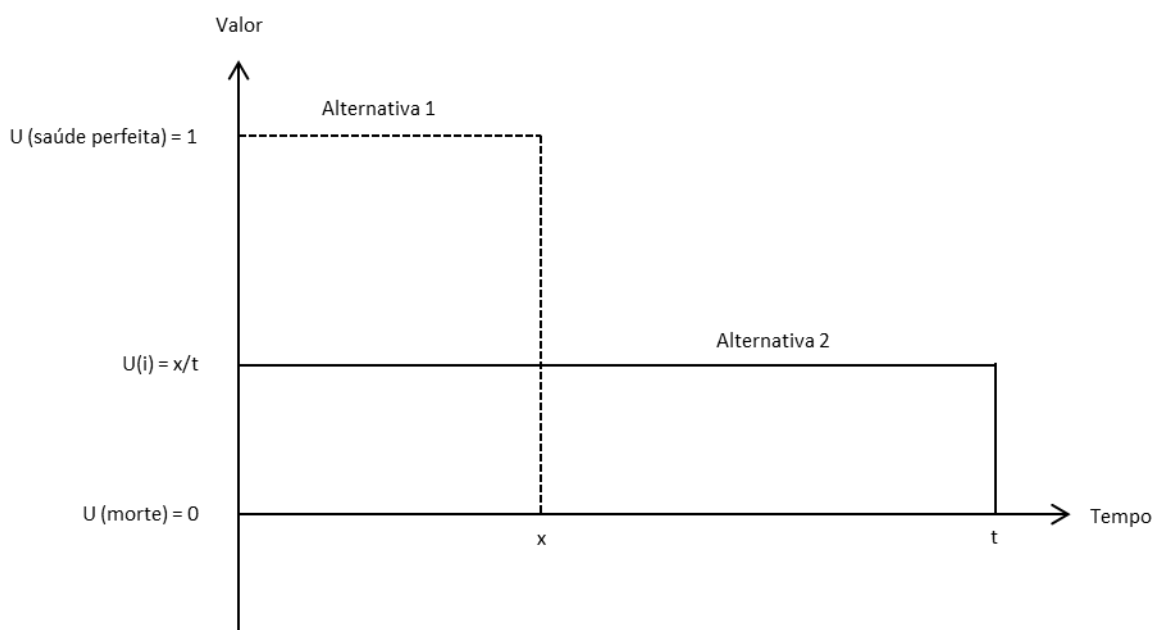 Valor
Alternativa 1
U (saúde perfeita) = 1
Alternativa 2
U(i) = x/t
U (morte) = 0
Tempo
x
t